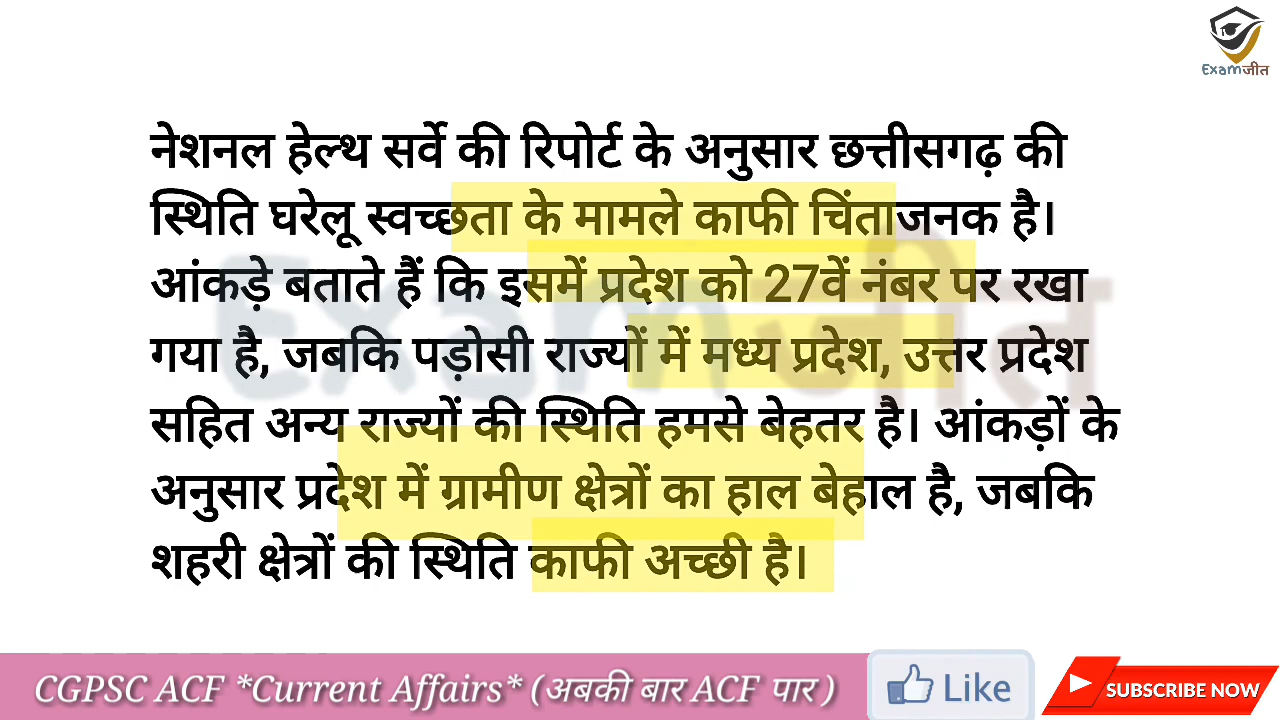 Examजीत
नेशनल हेल्थ सर्वे की रिपोर्ट के अनुसार छत्तीसगढ़ की
स्थिति घरेलू स्वच्छता के मामले काफी चिंताजनक है।
आंकड़े बताते हैं कि इसमें प्रदेश को 27वें नंबर पर रखा
गया है, जबकि पड़ोसी राज्यों में मध्य प्रदेश, उत्तर प्रदेश
सहित अन्य राज्यों की स्थिति हमसे बेहतर है। आंकड़ों के
अनुसार प्रदेश में ग्रामीण क्षेत्रों का हाल बेहाल है, जबकि
शहरी क्षेत्रों की स्थिति काफी अच्छी है।
Examजीत
CGPSC ACF *Current Affairs* (अबकी बार ACF पार)
Like
SUBSCRIBE NOW